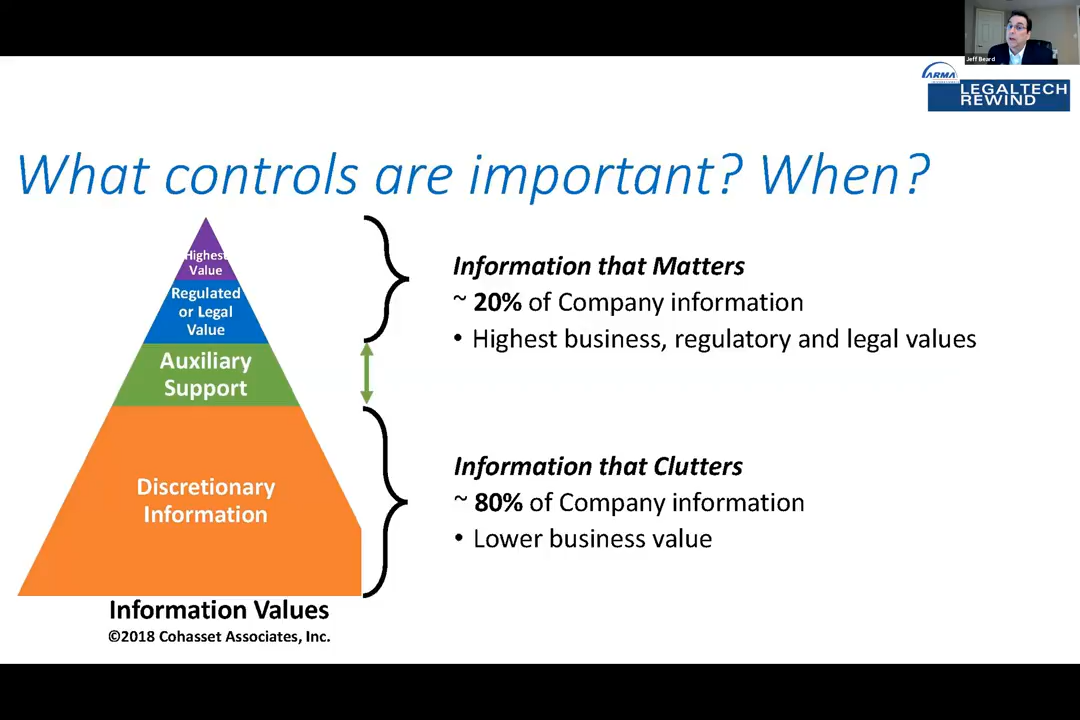 Jeff Beard
ARMA
LEGALTECH
REWIND
What controls are important? When?
Highest
Value
Regulated
or Legal
Value
Auxiliary
Support
Discretionary
Information
Information that Matters
~ 20% of Company information
• Highest business, regulatory and legal values
Information that Clutters
~ 80% of Company information
• Lower business value
Information Values
©2018 Cohasset Associates, Inc.